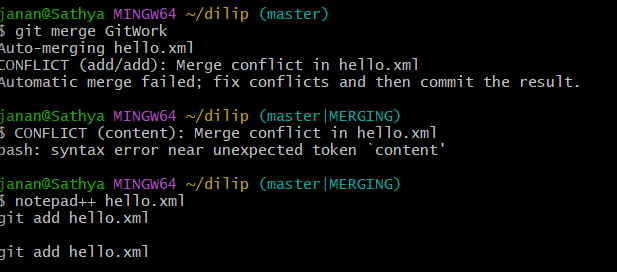 janan@Sathya MINGW64 ~/dilip (master)
$ git merge GitWork
Auto-merging hello.xml
CONFLICT (add/add): Merge conflict in hello.xml
Automatic merge failed; fix conflicts and then commit the result.
janan@Sathya MINGW64 ~/dilip (master|MERGING)
$ CONFLICT (content): Merge conflict in hello.xml
bash: syntax error near unexpected token `content'
janan@Sathya MINGW64 ~/dilip (master|MERGING)
$ notepad++ hello.xml
git add hello.xml
git add hello.xml